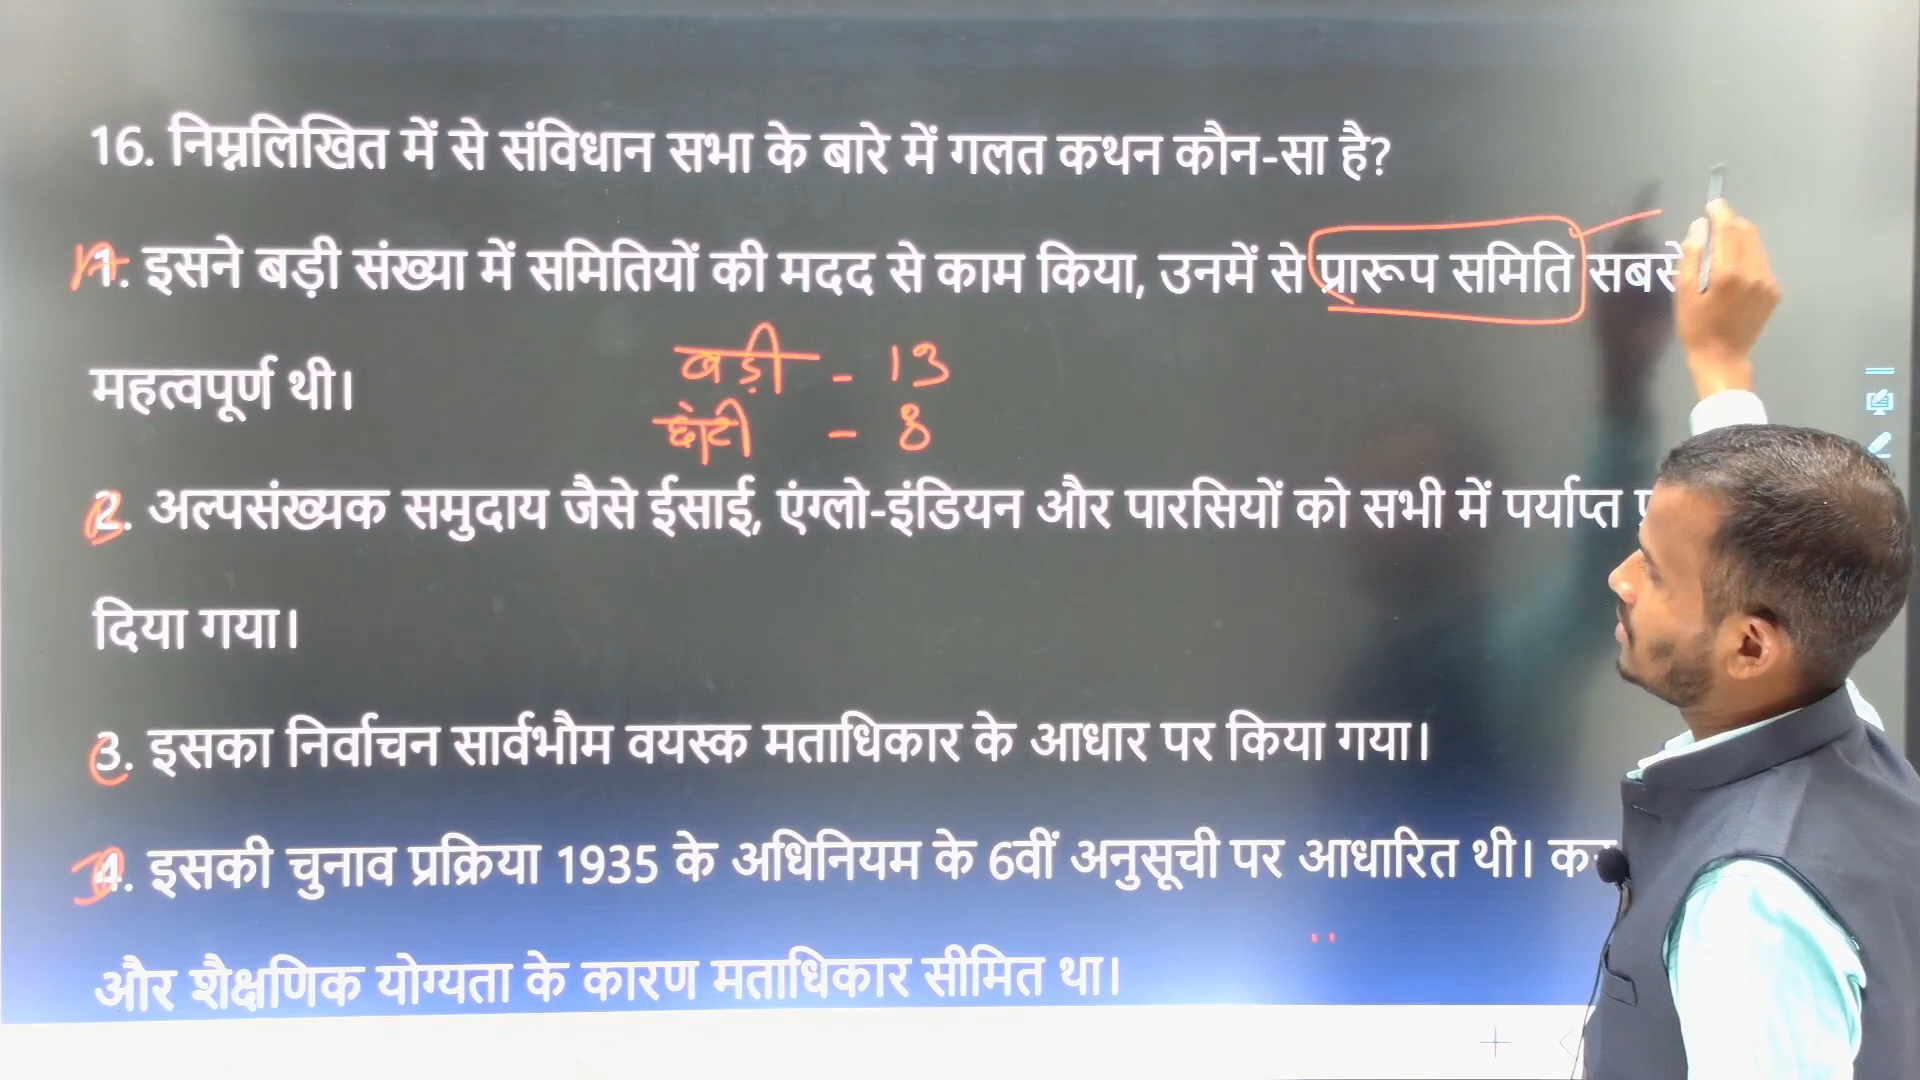 16. निम्नलिखित में से संविधान सभा के बारे में गलत कथन कौन-सा है?
A 1. इसने बड़ी संख्या में समितियों की मदद से काम किया, उनमें से प्रारूप समिति सबसे
महत्वपूर्ण थी।
बड़ी - 13
छोटी - 8
B 2. अल्पसंख्यक समुदाय जैसे ईसाई, एंग्लो-इंडियन और पारसियों को सभी में पर्याप्त
दिया गया।
C 3. इसका निर्वाचन सार्वभौम वयस्क मताधिकार के आधार पर किया गया।
D 4. इसकी चुनाव प्रक्रिया 1935 के अधिनियम के 6वीं अनुसूची पर आधारित थी।
और शैक्षणिक योग्यता के कारण मताधिकार सीमित था।